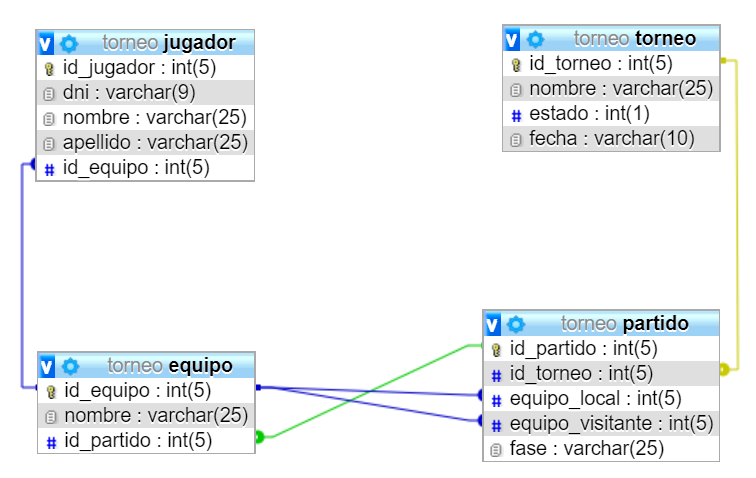 v torneo jugador
id_jugador : int(5)
dni : varchar(9)
nombre : varchar(25)
apellido : varchar(25)
# id_equipo : int(5)
v torneo torneo
id_torneo : int(5)
nombre : varchar(25)
# estado : int(1)
fecha : varchar(10)
v torneo equipo
id_equipo : int(5)
nombre : varchar(25)
# id_partido : int(5)
v torneo partido
id_partido : int(5)
# id_torneo : int(5)
# equipo_local : int(5)
# equipo_visitante : int(5)
fase : varchar(25)